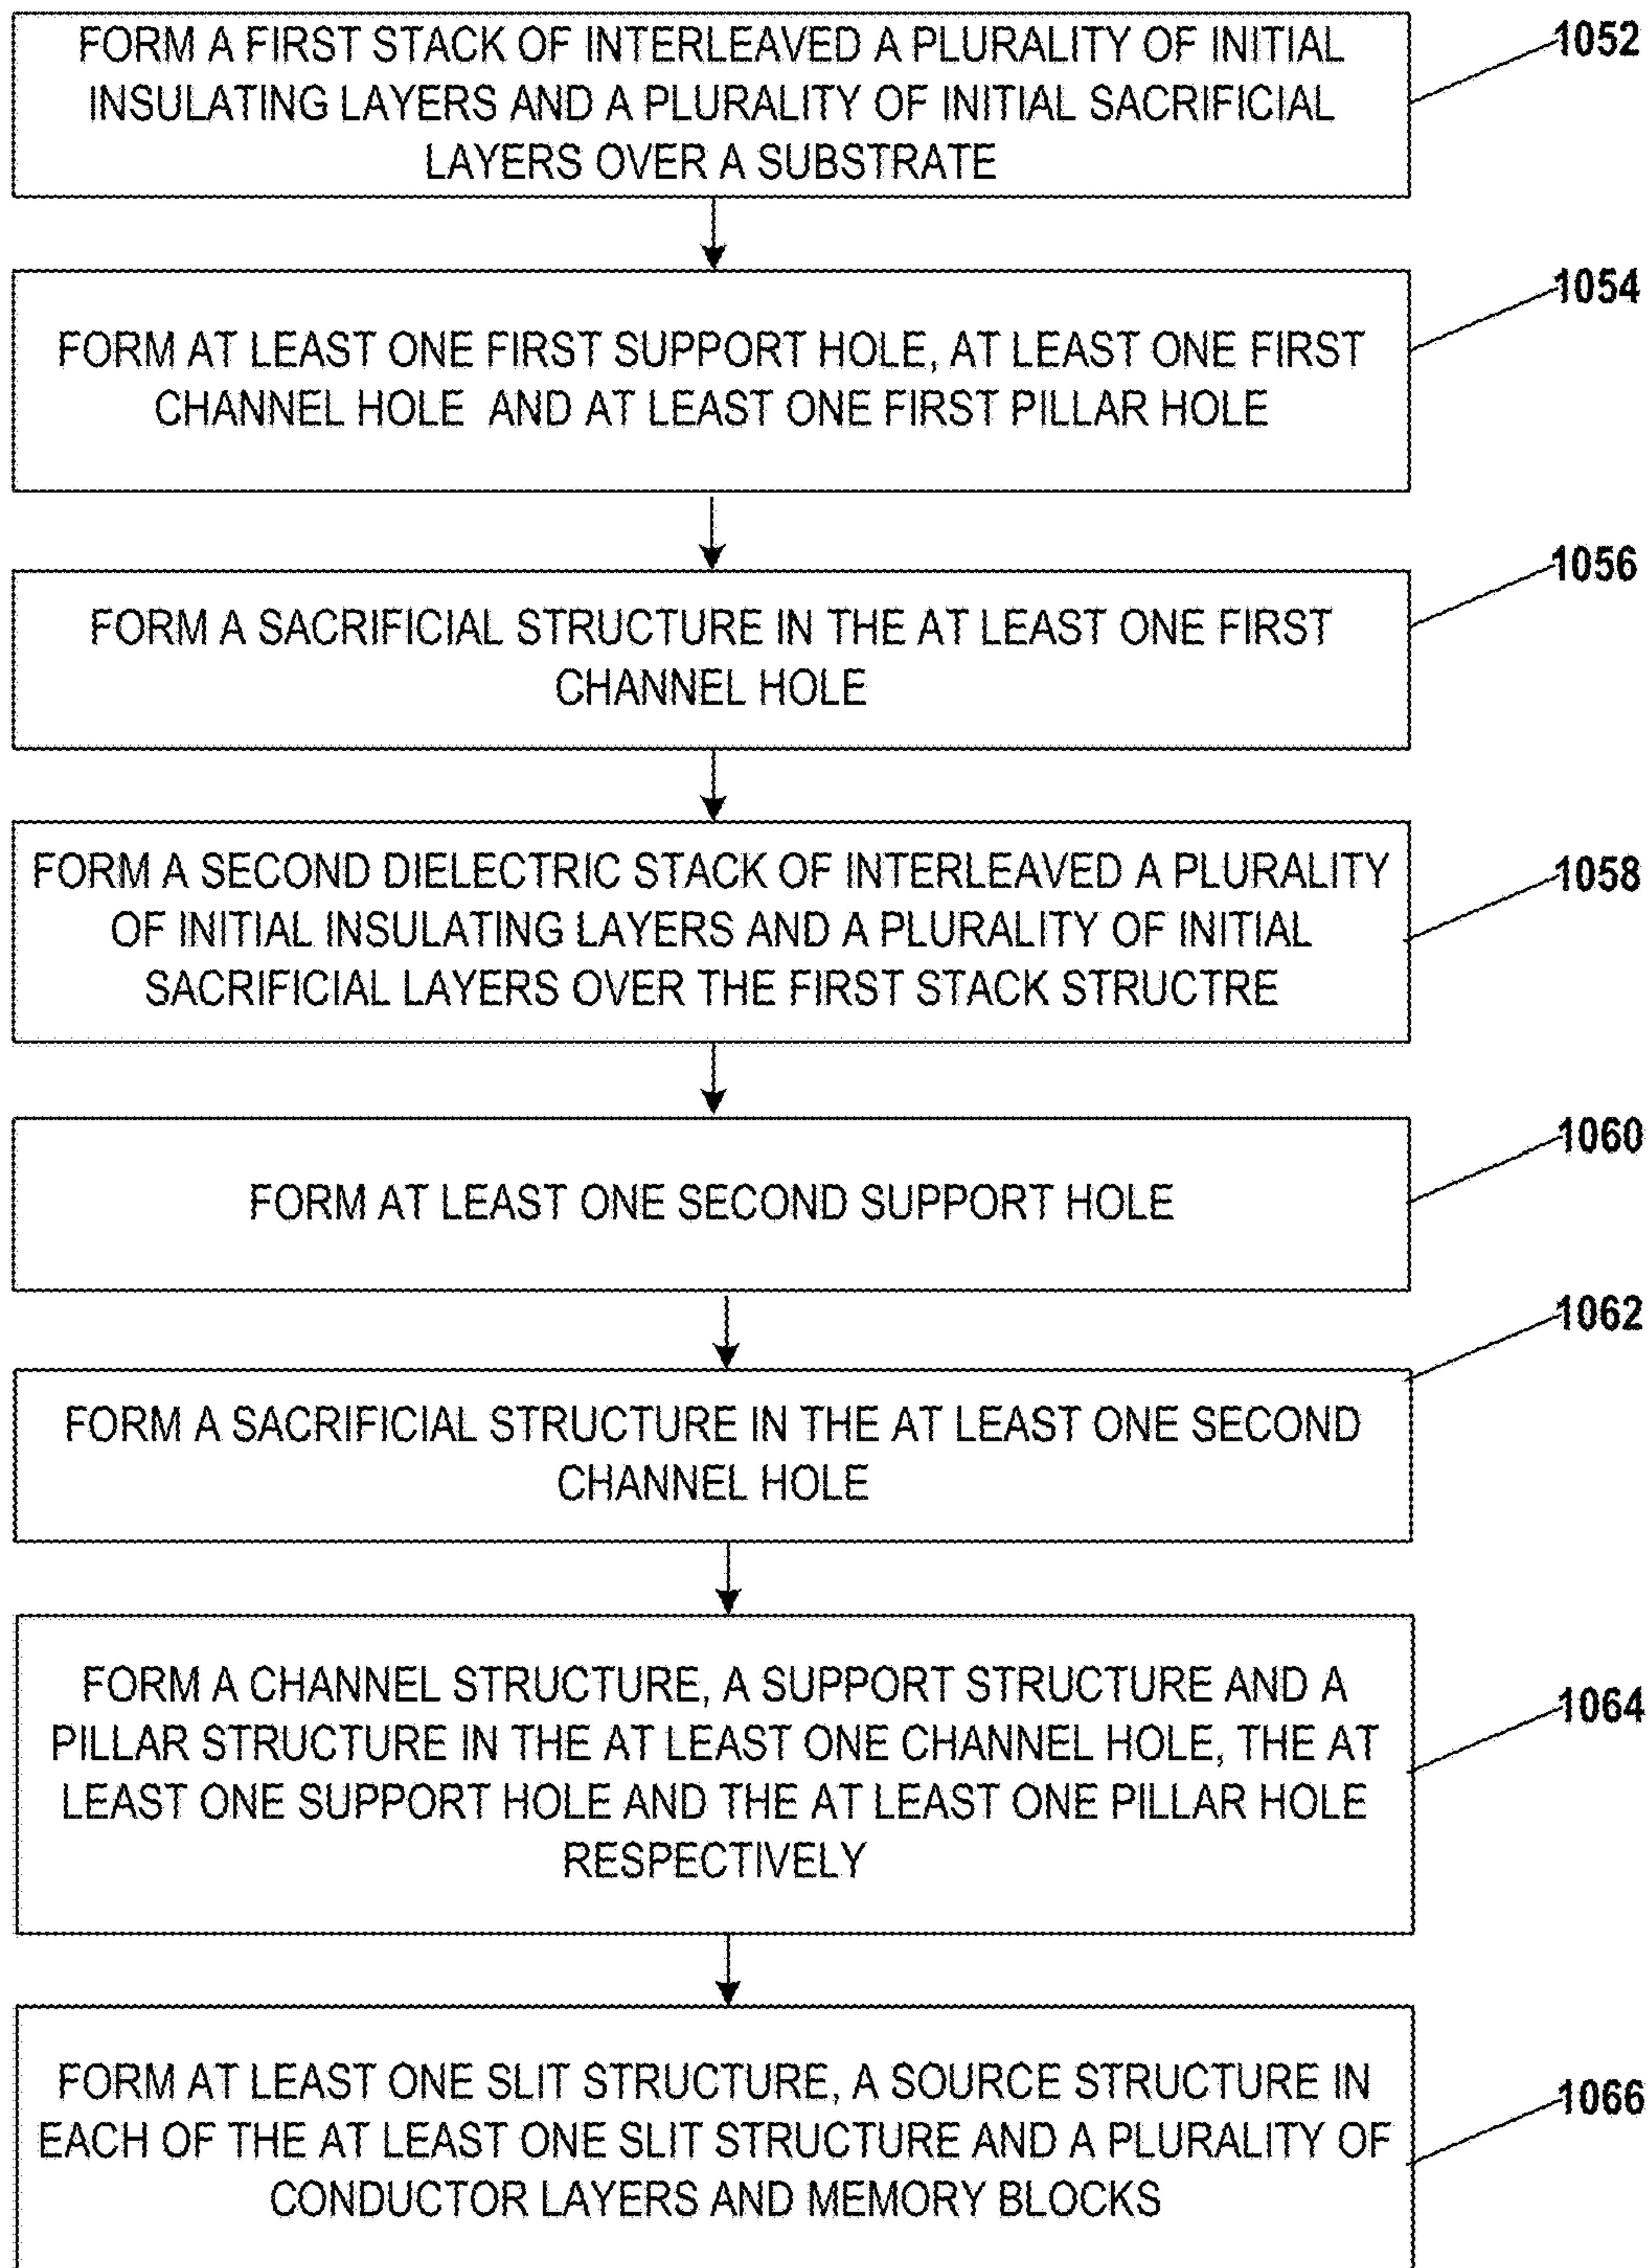 FORM A FIRST STACK OF INTERLEAVED A PLURALITY OF INITIAL
INSULATING LAYERS AND A PLURALITY OF INITIAL SACRIFICIAL
LAYERS OVER A SUBSTRATE
1052
FORM AT LEAST ONE FIRST SUPPORT HOLE, AT LEAST ONE FIRST
CHANNEL HOLE AND AT LEAST ONE FIRST PILLAR HOLE
1054
FORM A SACRIFICIAL STRUCTURE IN THE AT LEAST ONE FIRST
CHANNEL HOLE
1056
FORM A SECOND DIELECTRIC STACK OF INTERLEAVED A PLURALITY
OF INITIAL INSULATING LAYERS AND A PLURALITY OF INITIAL
SACRIFICIAL LAYERS OVER THE FIRST STACK STRUCTRE
1058
FORM AT LEAST ONE SECOND SUPPORT HOLE
1060
FORM A SACRIFICIAL STRUCTURE IN THE AT LEAST ONE SECOND
CHANNEL HOLE
1062
FORM A CHANNEL STRUCTURE, A SUPPORT STRUCTURE AND A
PILLAR STRUCTURE IN THE AT LEAST ONE CHANNEL HOLE, THE AT
LEAST ONE SUPPORT HOLE AND THE AT LEAST ONE PILLAR HOLE
RESPECTIVELY
1064
FORM AT LEAST ONE SLIT STRUCTURE, A SOURCE STRUCTURE IN
EACH OF THE AT LEAST ONE SLIT STRUCTURE AND A PLURALITY OF
CONDUCTOR LAYERS AND MEMORY BLOCKS
1066